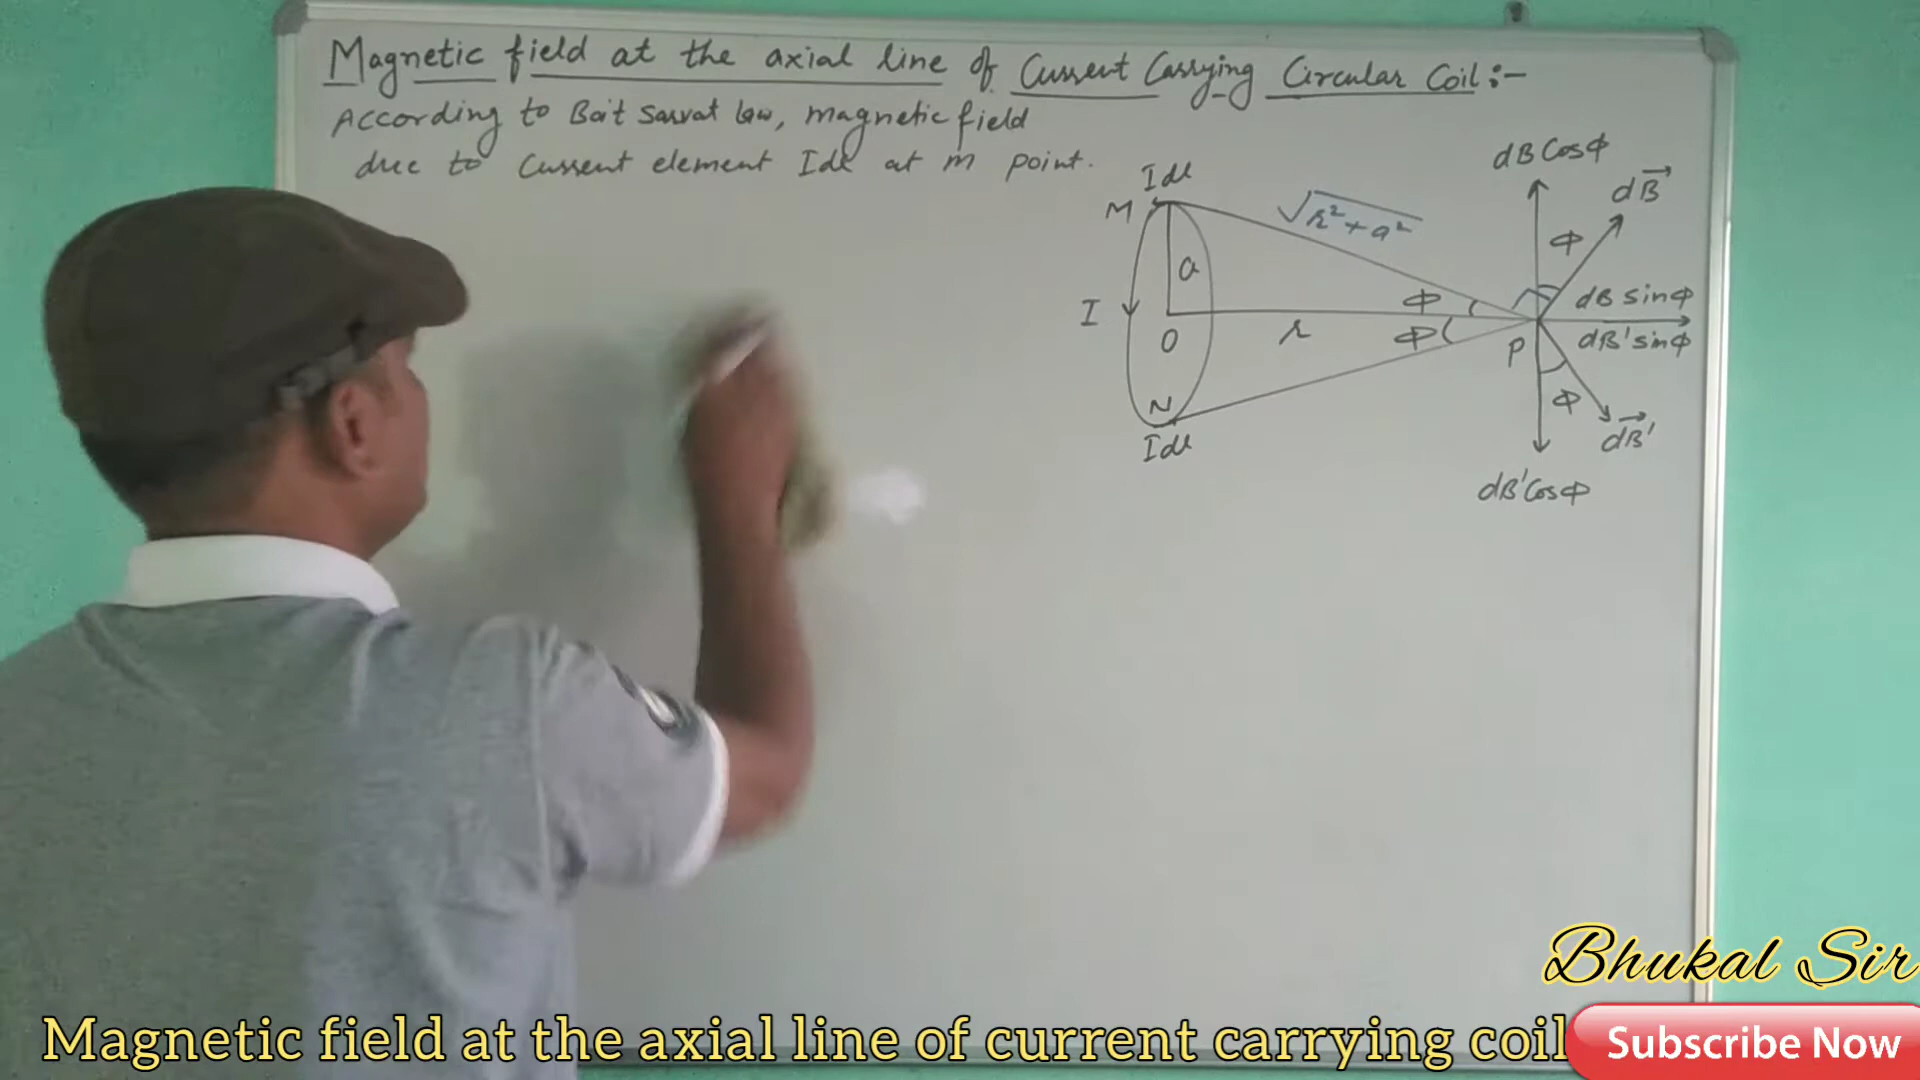 Magnetic field at the axial line of Current Carrying Circular Coil:-
According to Bait Sarvat law, magnetic field
due to Current element Idl at m point.
Idl
M
√r²+a²
dB Cosφ
dB→
φ
a
I
O
r
φ
φ
P
dB sinφ
dB' sinφ
φ
N
Idl
dB→'
dB'Cosφ
Bhukal Sir
Magnetic field at the axial line of current carrying coil
Subscribe Now